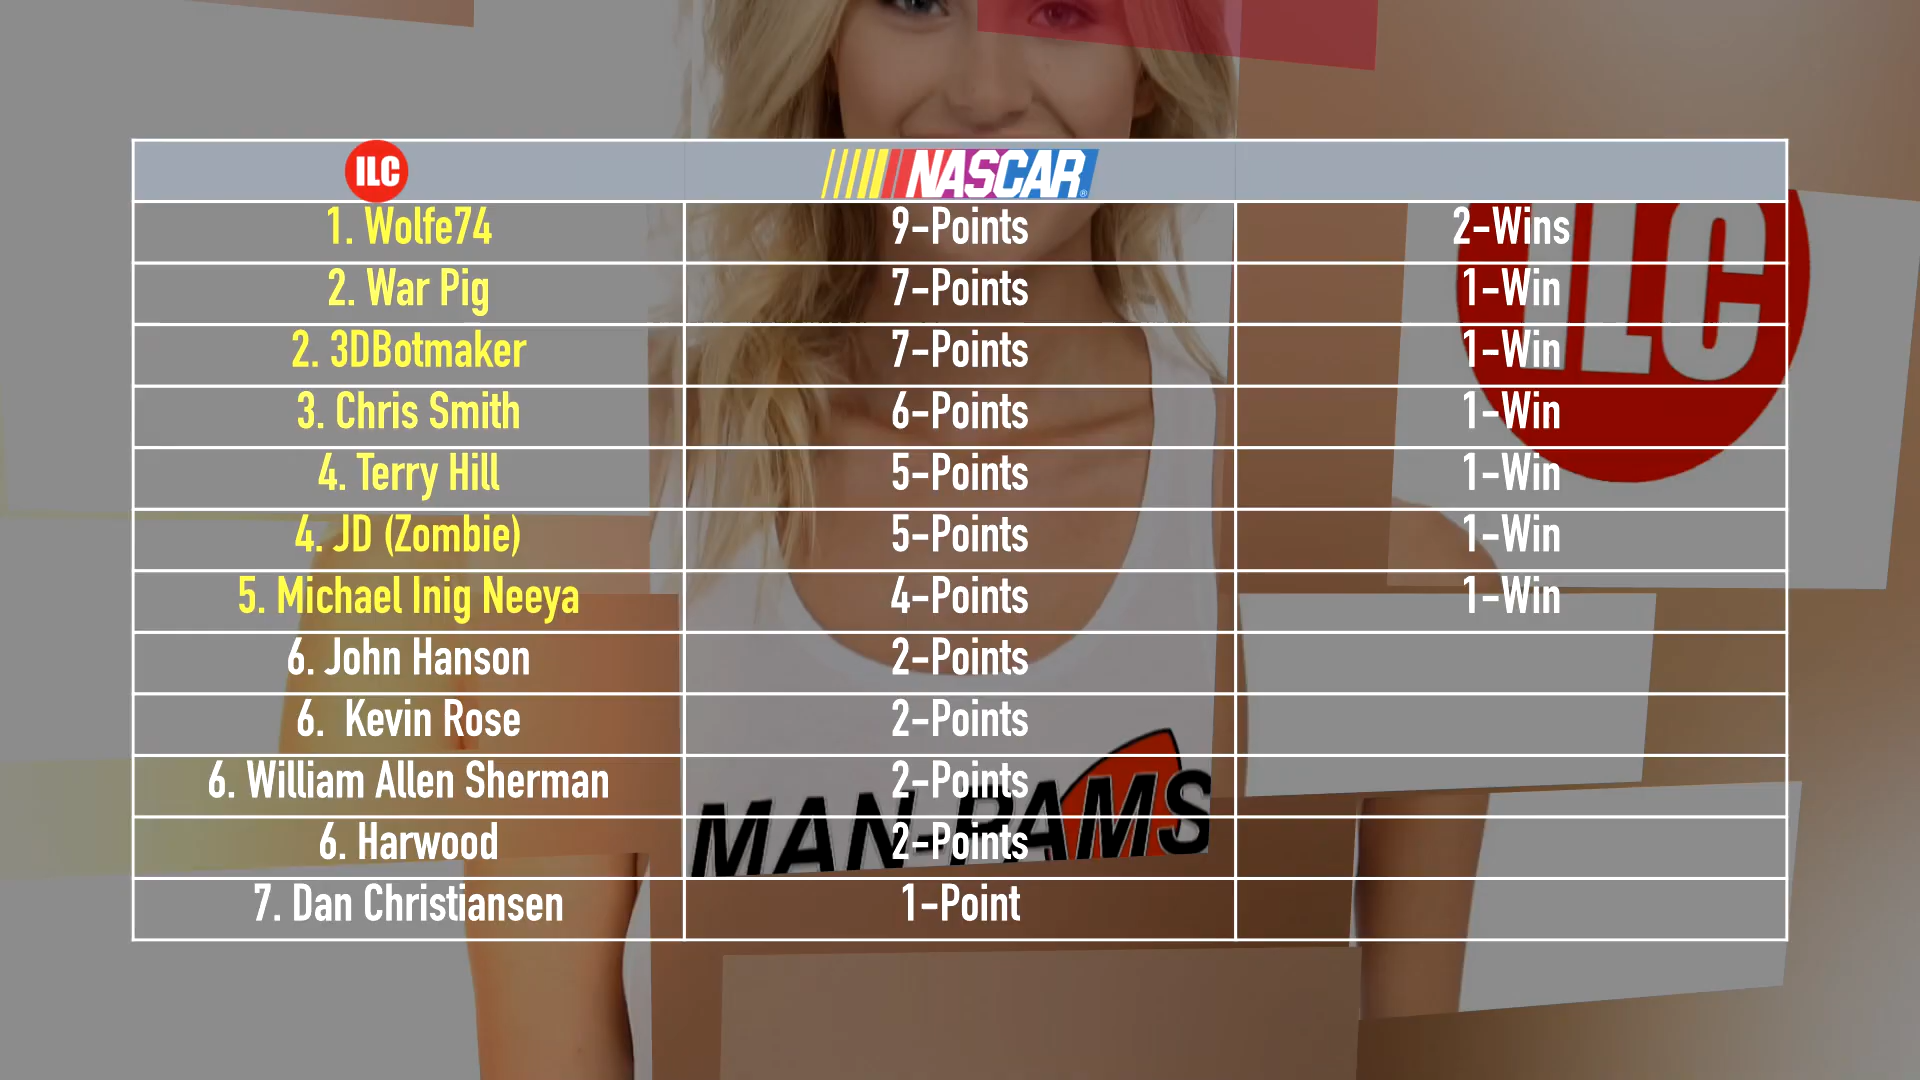 ILC NASCAR
1. Wolfe74 9-Points 2-Wins
2. War Pig 7-Points 1-Win
2. 3DBotmaker 7-Points 1-Win
3. Chris Smith 6-Points 1-Win
4. Terry Hill 5-Points 1-Win
4. JD (Zombie) 5-Points 1-Win
5. Michael Inig Neeya 4-Points 1-Win
6. John Hanson 2-Points
6. Kevin Rose 2-Points
6. William Allen Sherman 2-Points
6. Harwood 2-Points
7. Dan Christiansen 1-Point
ILC
MAN-PAMS